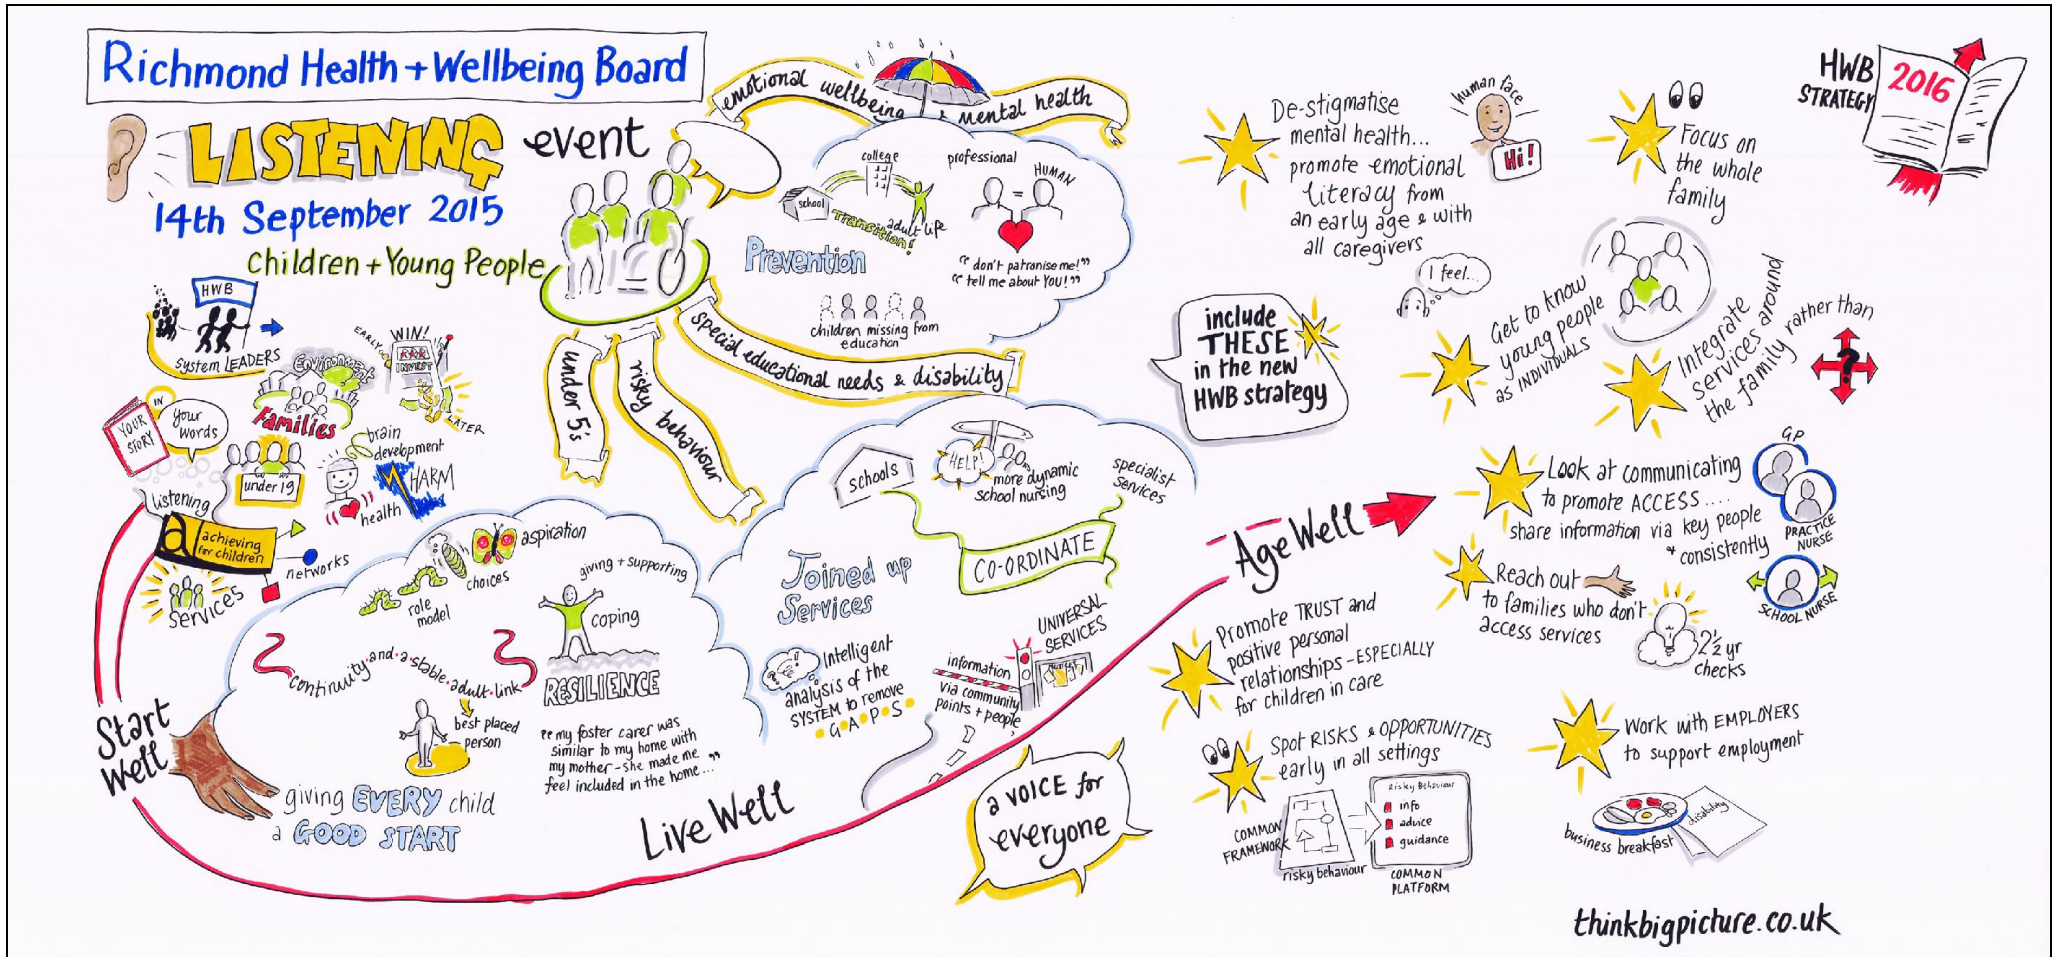 Richmond Health + Wellbeing Board
LISTENING event
14th September 2015
children + Young People
HWB
System LEADERS
Environment
Families
EARLY
WIN!
INVEST
LATER
YOUR
STORY
IN
your
words
listening
under 19
brain
development
HARM
health
a achieving
for children
networks
services
emotional wellbeing & mental health
special educational needs & disability
risky behaviour
under 5's
college
school
Transition!
adult life
professional
=
HUMAN
"don't patronise me!"
"tell me about YOU!"
Prevention
children missing from
education
aspiration
choices
role
model
giving + supporting
coping
RESILIENCE
continuity·and·a·stable·adult·link
best placed
person
"my foster carer was
similar to my home with
my mother - she made me
feel included in the home..."
Start
Well
giving EVERY child
a GOOD START
Live Well
schools
HELP!
more dynamic
school nursing
specialist
services
CO-ORDINATE
Joined up
Services
Intelligent
analysis of the
SYSTEM to remove
G·A·P·S
UNIVERSAL
SERVICES
information
via community
points + people
a VOICE for
everyone
Age Well
include
THESE
in the new
HWB strategy
HWB
STRATEGY
2016
De-stigmatise
mental health...
promote emotional
literacy from
an early age & with
all caregivers
human face
Hi!
I feel...
Focus on
the whole
family
Get to know
young people
as INDIVIDUALS
Integrate
services around
the family rather than
?
Look at communicating
to promote ACCESS....
share information via key people
+ consistently
GP
PRACTICE
NURSE
SCHOOL NURSE
Reach out
to families who don't
access services
2½ yr
checks
Promote TRUST and
positive personal
relationships - ESPECIALLY
for children in care
Spot RISKS & OPPORTUNITIES
early in all settings
COMMON
FRAMEWORK
risky behaviour
Risky Behaviour
info
advice
guidance
COMMON
PLATFORM
Work with EMPLOYERS
to support employment
business breakfast
disability
thinkbigpicture.co.uk